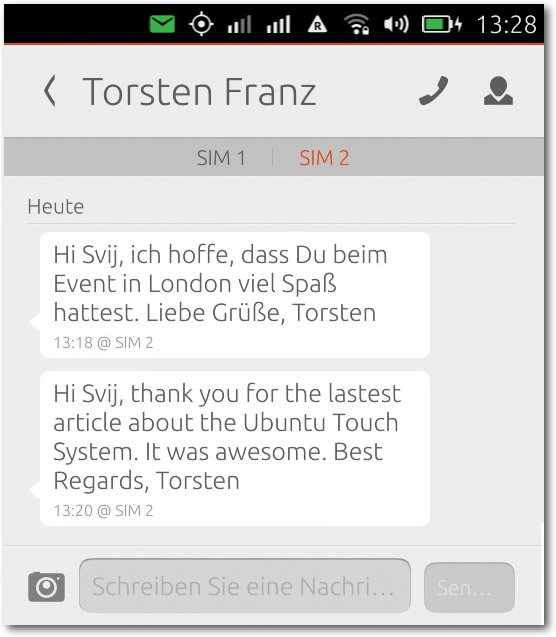 13:28
Torsten Franz
SIM 1 SIM 2
Heute
Hi Svij, ich hoffe, dass Du beim
Event in London viel Spaß
hattest. Liebe Grüße, Torsten
13:18 @ SIM 2
Hi Svij, thank you for the lastest
article about the Ubuntu Touch
System. It was awesome. Best
Regards, Torsten
13:20 @ SIM 2
Schreiben Sie eine Nachri... Sen...